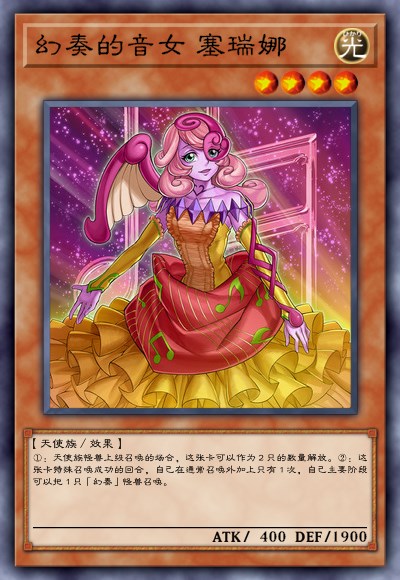 幻奏的音女 塞瑞娜
ひかり
光
【天使族／效果】
①：天使族怪兽上级召唤的场合，这张卡可以作为2只的数量解放。②：这
张卡特殊召唤成功的回合，自己在通常召唤外加上只有1次，自己主要阶段
可以把1只「幻奏」怪兽召唤。
ATK/ 400 DEF/1900